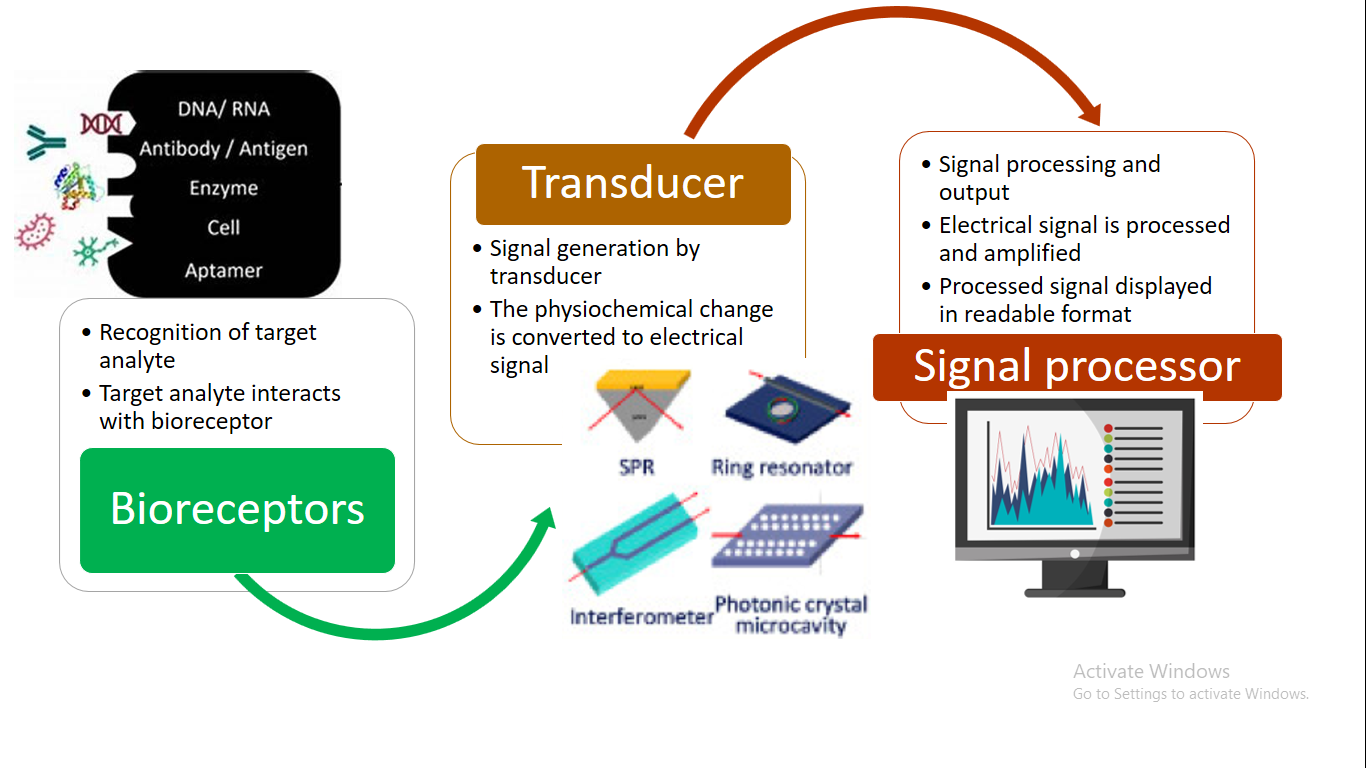 DNA/ RNA
Antibody / Antigen
Enzyme
Cell
Aptamer
• Recognition of target
analyte
• Target analyte interacts
with bioreceptor
Bioreceptors
Transducer
• Signal generation by
transducer
• The physiochemical change
is converted to electrical
signal
SPR
Ring resonator
Interferometer
Photonic crystal
microcavity
• Signal processing and
output
• Electrical signal is processed
and amplified
• Processed signal displayed
in readable format
Signal processor
Activate Windows
Go to Settings to activate Windows.